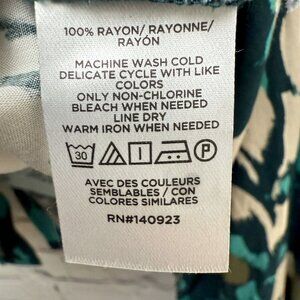 100% RAYON/ RAYONNE/
RAYÓN
MACHINE WASH COLD
DELICATE CYCLE WITH LIKE
COLORS
ONLY NON-CHLORINE
BLEACH WHEN NEEDED
LINE DRY
WARM IRON WHEN NEEDED
30 P
AVEC DES COULEURS
SEMBLABLES / CON
COLORES SIMILARES
RN#140923